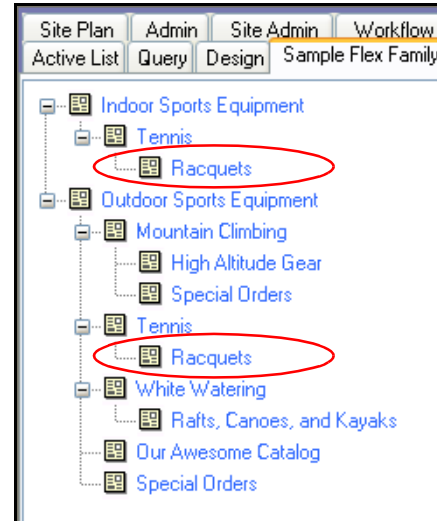 Site Plan Admin Site Admin Workflow
Active List Query Design Sample Flex Family
Indoor Sports Equipment
Tennis
Racquets
Outdoor Sports Equipment
Mountain Climbing
High Altitude Gear
Special Orders
Tennis
Racquets
White Watering
Rafts, Canoes, and Kayaks
Our Awesome Catalog
Special Orders